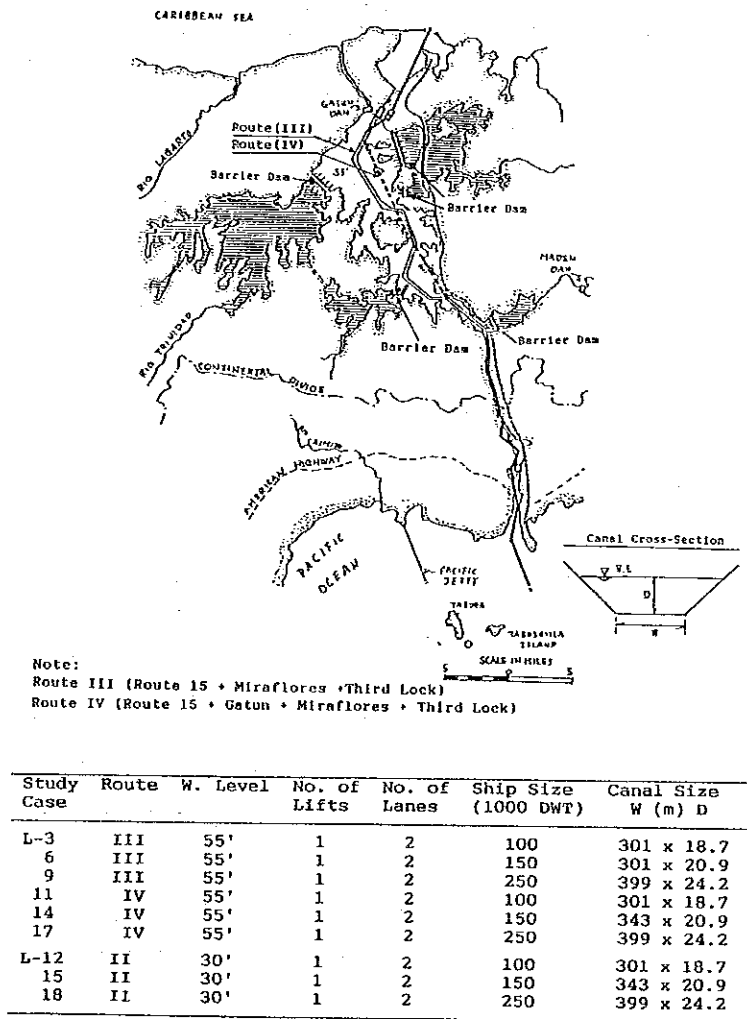 CARIBBEAN SEA
GATUN DAM
Route(III)
Route(IV)
RIO LAGARTO
55'
Barrier Dam
Barrier Dam
MADEN DAM
Barrier Dam
Barrier Dam
RIO TRINIDAD
CONTINENTAL DIVIDE
CAIMITO
AMERICAN HIGHWAY
PACIFIC OCEAN
PACIFIC JETTY
Canal Cross-Section
W.L
D
W
ISLAND
SCALE IN MILES
5 0 5
Note:
Route III (Route 15 + Miraflores +Third Lock)
Route IV (Route 15 + Gatun + Miraflores + Third Lock)
Study Case Route W. Level No. of Lifts No. of Lanes Ship Size (1000 DWT) Canal Size W (m) D
L-3 III 55' 1 2 100 301 x 18.7
6 III 55' 1 2 150 301 x 20.9
9 III 55' 1 2 250 399 x 24.2
11 IV 55' 1 2 100 301 x 18.7
14 IV 55' 1 2 150 343 x 20.9
17 IV 55' 1 2 250 399 x 24.2
L-12 II 30' 1 2 100 301 x 18.7
15 II 30' 1 2 150 343 x 20.9
18 II 30' 1 2 250 399 x 24.2